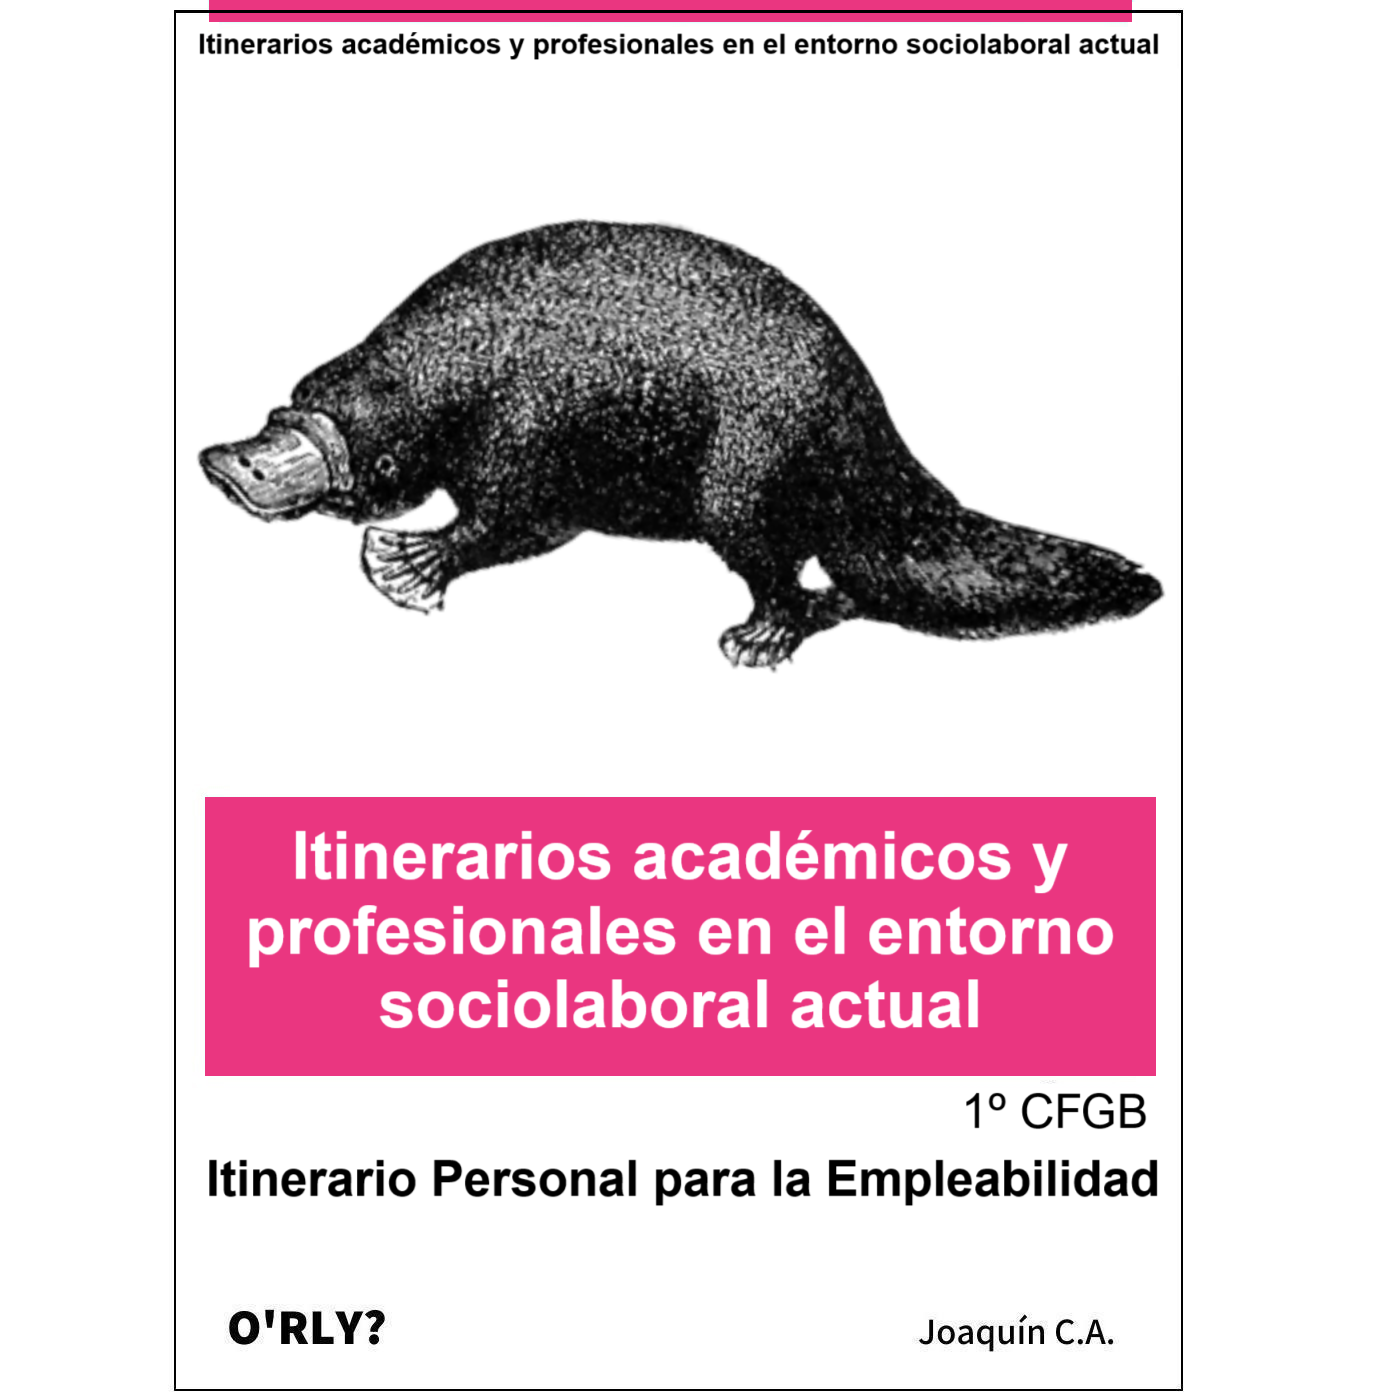 Itinerarios académicos y profesionales en el entorno sociolaboral actual
Itinerarios académicos y
profesionales en el entorno
sociolaboral actual
1º CFGB
Itinerario Personal para la Empleabilidad
O'RLY?
Joaquín C.A.